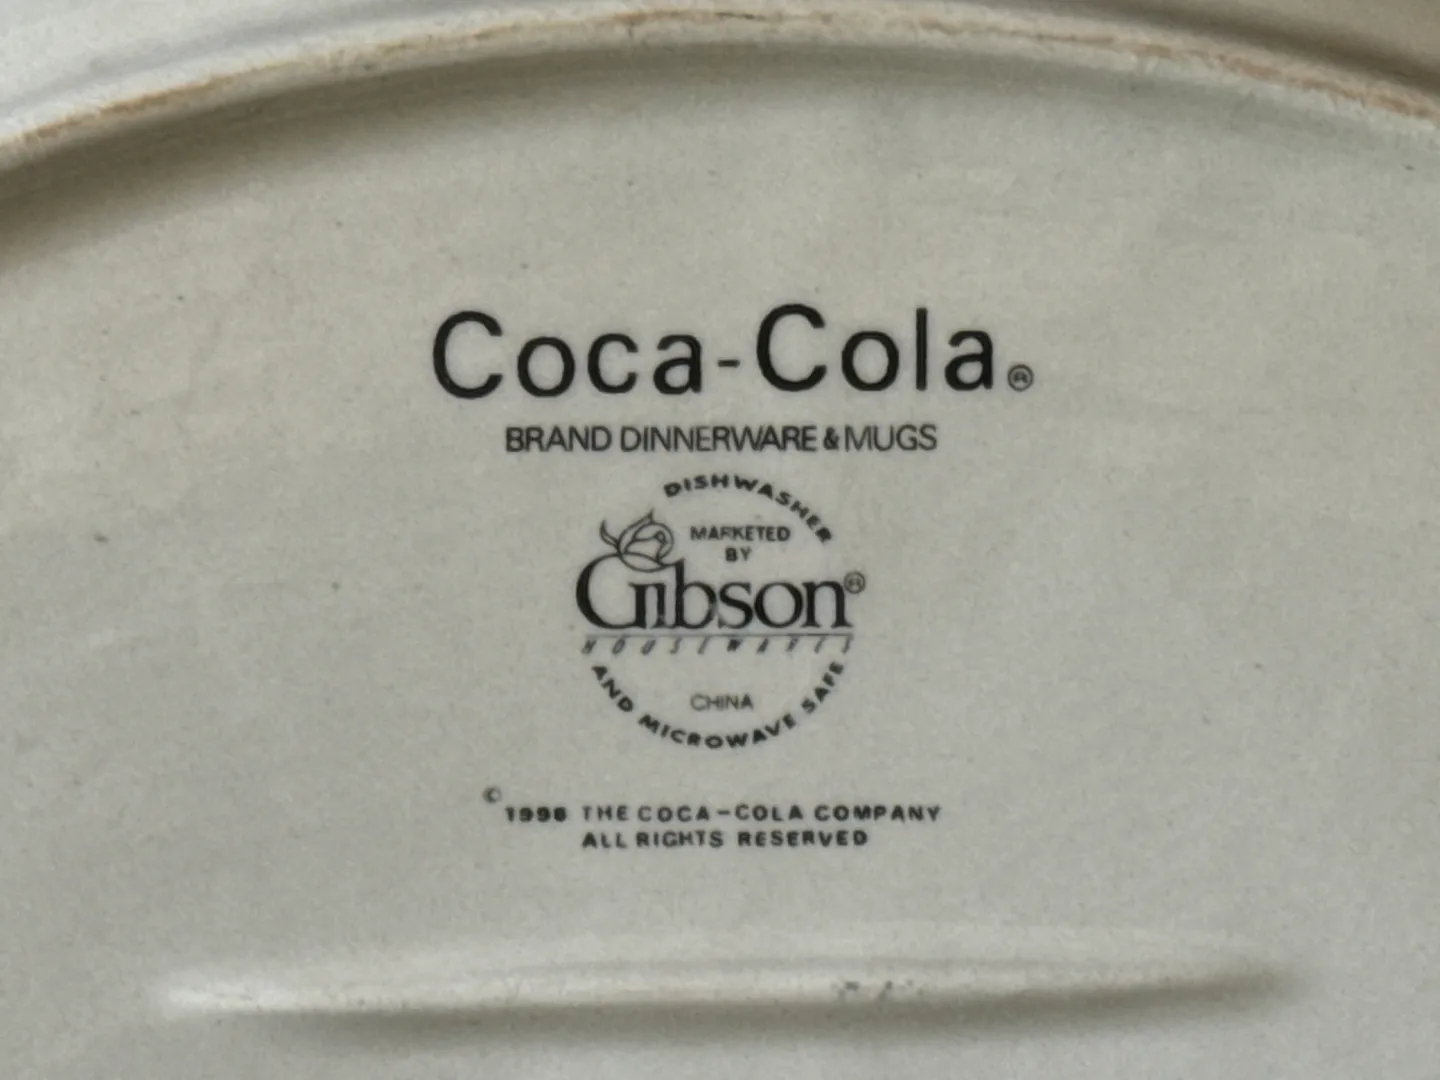 Coca-Cola®
BRAND DINNERWARE & MUGS
DISHWASHER
MARKETED
BY
Gibson®
HOUSEWARES
CHINA
AND MICROWAVE SAFE
© 1996 THE COCA-COLA COMPANY
ALL RIGHTS RESERVED